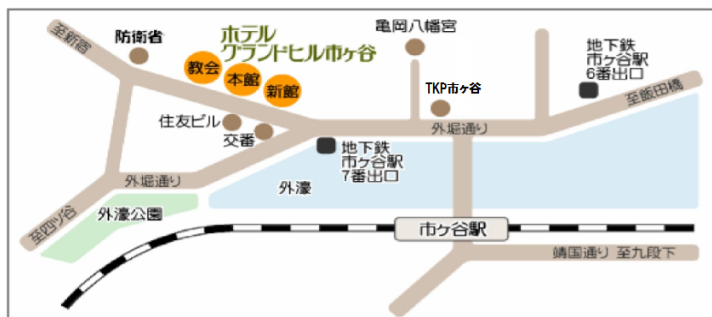 至新宿
防衛省
ホテル
グランドヒル市ヶ谷
教会
本館
新館
亀岡八幡宮
地下鉄
市ヶ谷駅
6番出口
TKP市ヶ谷
至飯田橋
住友ビル
交番
外堀通り
地下鉄
市ヶ谷駅
7番出口
外堀通り
外濠
至四ツ谷
外濠公園
市ヶ谷駅
靖国通り 至九段下